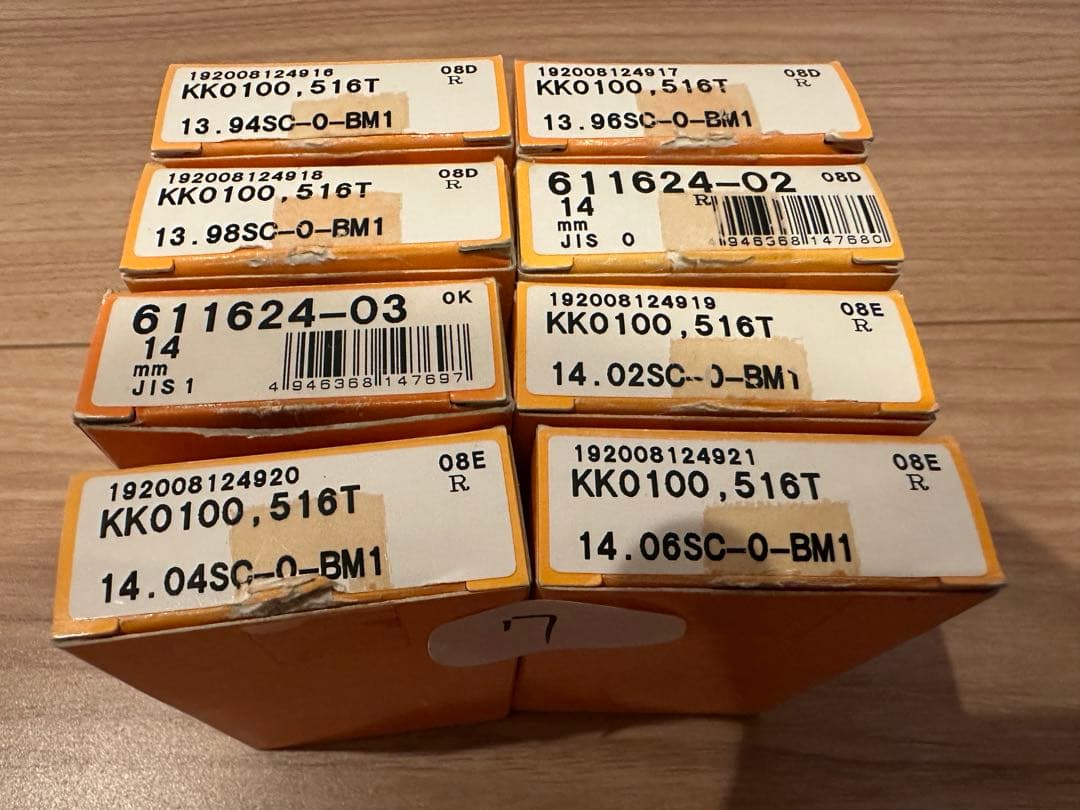 192008124916 08D
KK0100,516T R
13.94SC-0-BM1
192008124917 08D
KK0100,516T R
13.96SC-0-BM1
192008124918 08D
KK0100,516T R
13.98SC-0-BM1
611624-02 08D
14 R
mm
JIS 0 4946368147680
611624-03 0K
14
mm
JIS 1 4946368147697
192008124919 08E
KK0100,516T R
14.02SC-0-BM1
192008124920 08E
KK0100,516T R
14.04SC-0-BM1
192008124921 08E
KK0100,516T R
14.06SC-0-BM1
17